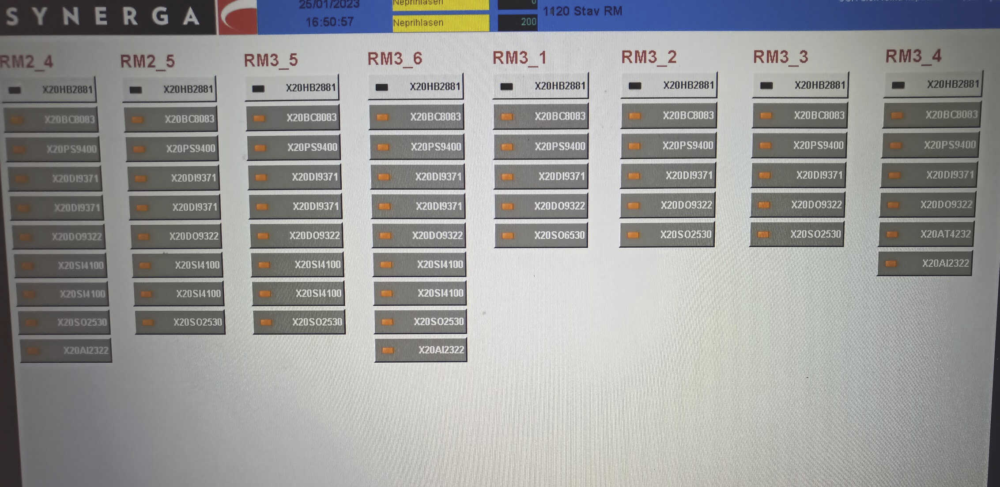 SYNERGA
25/01/2023
16:50:57
Neprihlasen
Neprihlasen
0
200
1120 Stav RM
RM2_4
X20HB2881
X20BC8083
X20PS9400
X20DI9371
X20DI9371
X20DO9322
X20SI4100
X20SI4100
X20SO2530
X20AI2322
RM2_5
X20HB2881
X20BC8083
X20PS9400
X20DI9371
X20DI9371
X20DO9322
X20SI4100
X20SI4100
X20SO2530
RM3_5
X20HB2881
X20BC8083
X20PS9400
X20DI9371
X20DI9371
X20DO9322
X20SI4100
X20SI4100
X20SO2530
RM3_6
X20HB2881
X20BC8083
X20PS9400
X20DI9371
X20DI9371
X20DO9322
X20SI4100
X20SI4100
X20SO2530
X20AI2322
RM3_1
X20HB2881
X20BC8083
X20PS9400
X20DI9371
X20DO9322
X20SO6530
RM3_2
X20HB2881
X20BC8083
X20PS9400
X20DI9371
X20DO9322
X20SO2530
RM3_3
X20HB2881
X20BC8083
X20PS9400
X20DI9371
X20DO9322
X20SO2530
RM3_4
X20HB2881
X20BC8083
X20PS9400
X20DI9371
X20DO9322
X20AT4232
X20AI2322